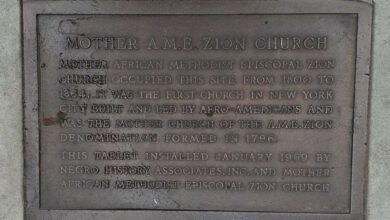 MOTHER A.M.E. ZION CHURCH
MOTHER AFRICAN METHODIST EPISCOPAL ZION
CHURCH OCCUPIED THIS SITE FROM 1800 TO
IT WAS THE FIRST CHURCH IN NEW YORK
CITY BUILT AND LED BY AFRO-AMERICANS AND
WAS THE MOTHER CHURCH OF THE A.M.E. ZION
DENOMINATION FORMED IN 1796.
THIS TABLET INSTALLED JANUARY 1969 BY
NEGRO HISTORY ASSOCIATES, INC. AND MOTHER
AFRICAN METHODIST EPISCOPAL ZION CHURCH